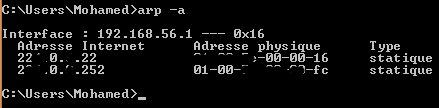 C:\Users\Mohamed>arp -a
Interface : 192.168.56.1 --- 0x16
Adresse Internet Adresse physique Type
statique
statique
C:\Users\Mohamed>_